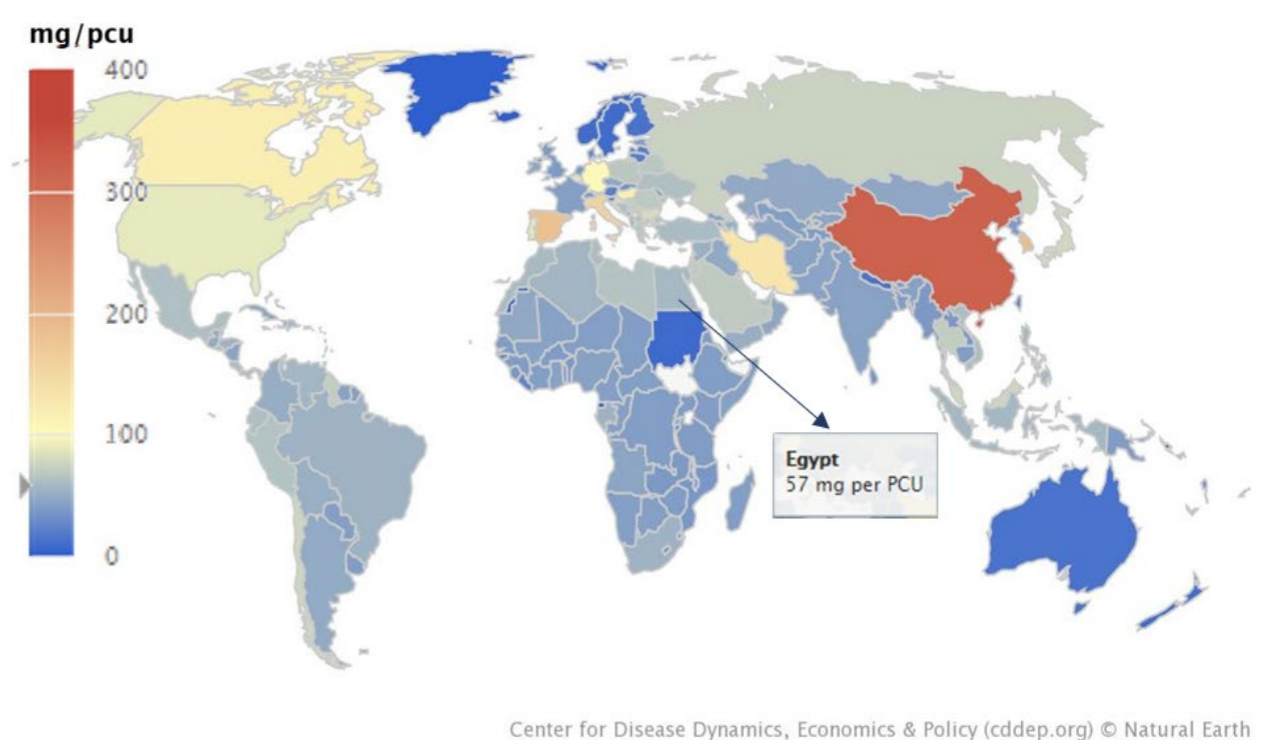 mg/pcu
400
300
200
100
0
Egypt
57 mg per PCU
Center for Disease Dynamics, Economics & Policy (cddep.org) © Natural Earth